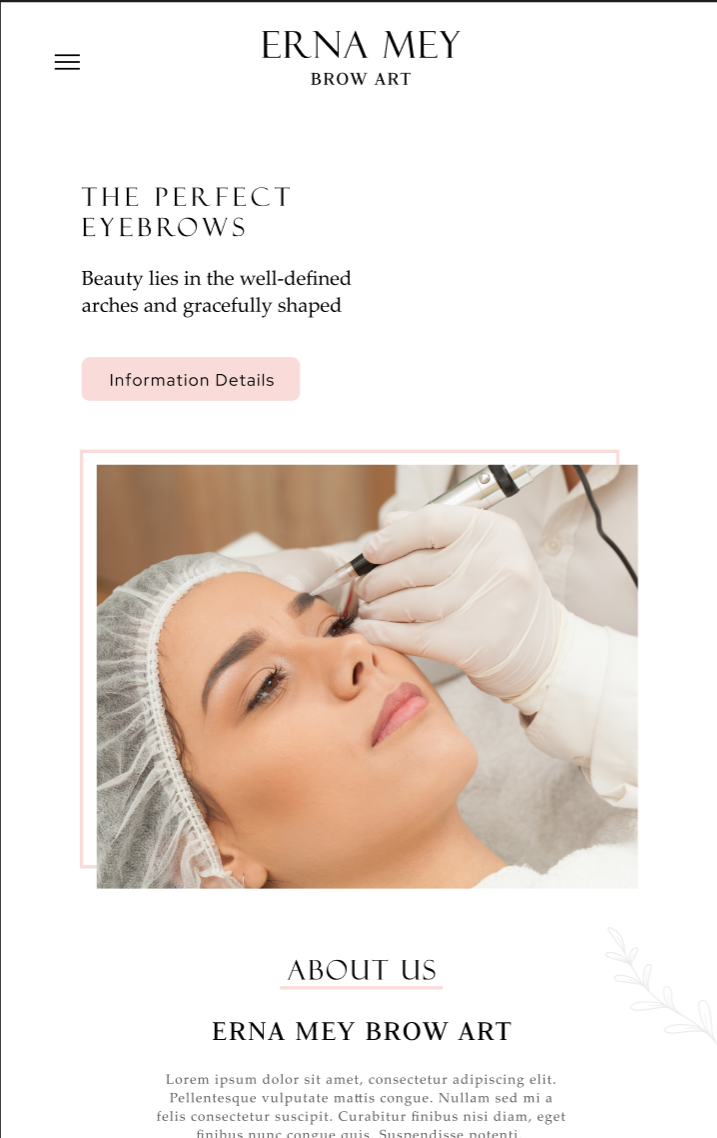 ERNA MEY
BROW ART
THE PERFECT
EYEBROWS
Beauty lies in the well-defined
arches and gracefully shaped
Information Details
ABOUT US
ERNA MEY BROW ART
Lorem ipsum dolor sit amet, consectetur adipiscing elit.
Pellentesque vulputate mattis congue. Nullam sed mi a
felis consectetur suscipit. Curabitur finibus nisi diam, eget
finibus nunc congue quis. Suspendisse potenti.